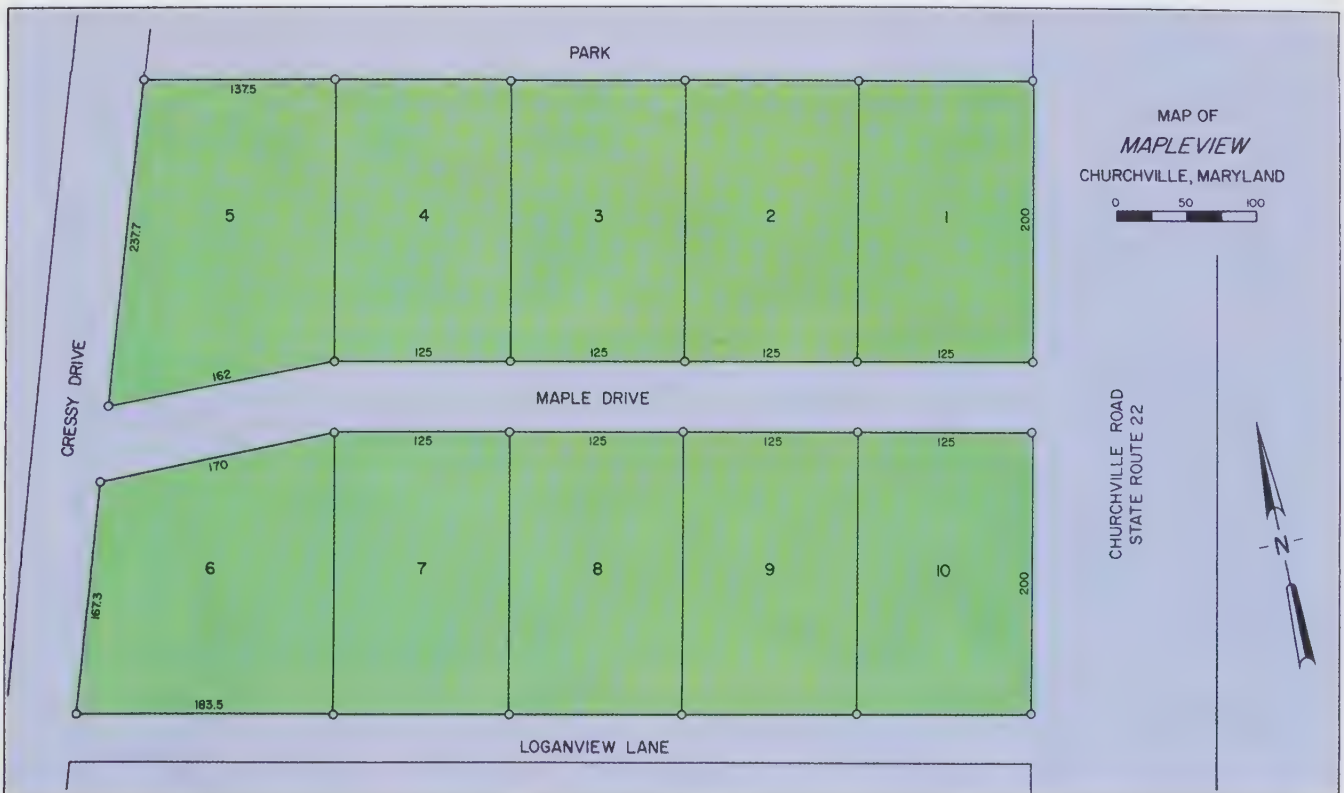 PARK
137.5
MAP OF
MAPLEVIEW
CHURCHVILLE, MARYLAND
0 50 100
5 4 3 2 1
237.7
200
162
125 125 125 125
CRESSY DRIVE
MAPLE DRIVE
170
125 125 125 125
CHURCHVILLE ROAD
STATE ROUTE 22
N
6 7 8 9 10
167.3
200
183.5
LOGANVIEW LANE